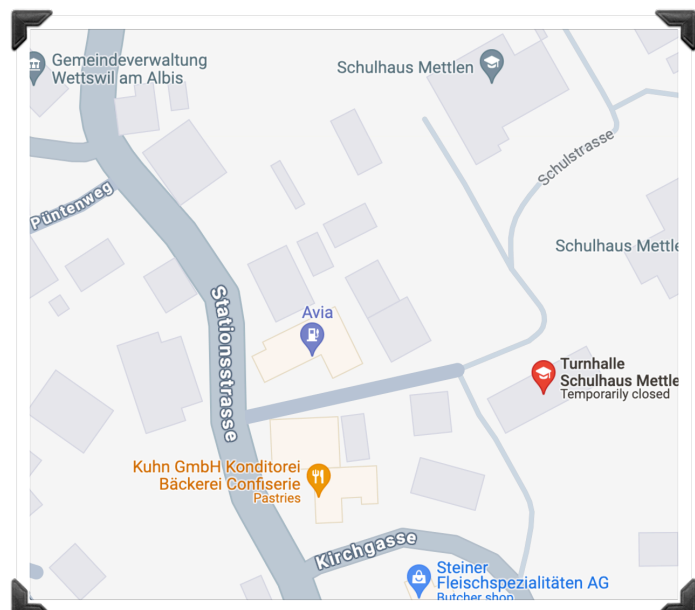 Gemeindeverwaltung
Wettswil am Albis
Schulhaus Mettlen
Schulstrasse
Püntenweg
Schulhaus Mettle
Stationsstrasse
Avia
Turnhalle
Schulhaus Mettle
Temporarily closed
Kuhn GmbH Konditorei
Bäckerei Confiserie
Pastries
Kirchgasse
Steiner
Fleischspezialitäten AG
Butcher shop